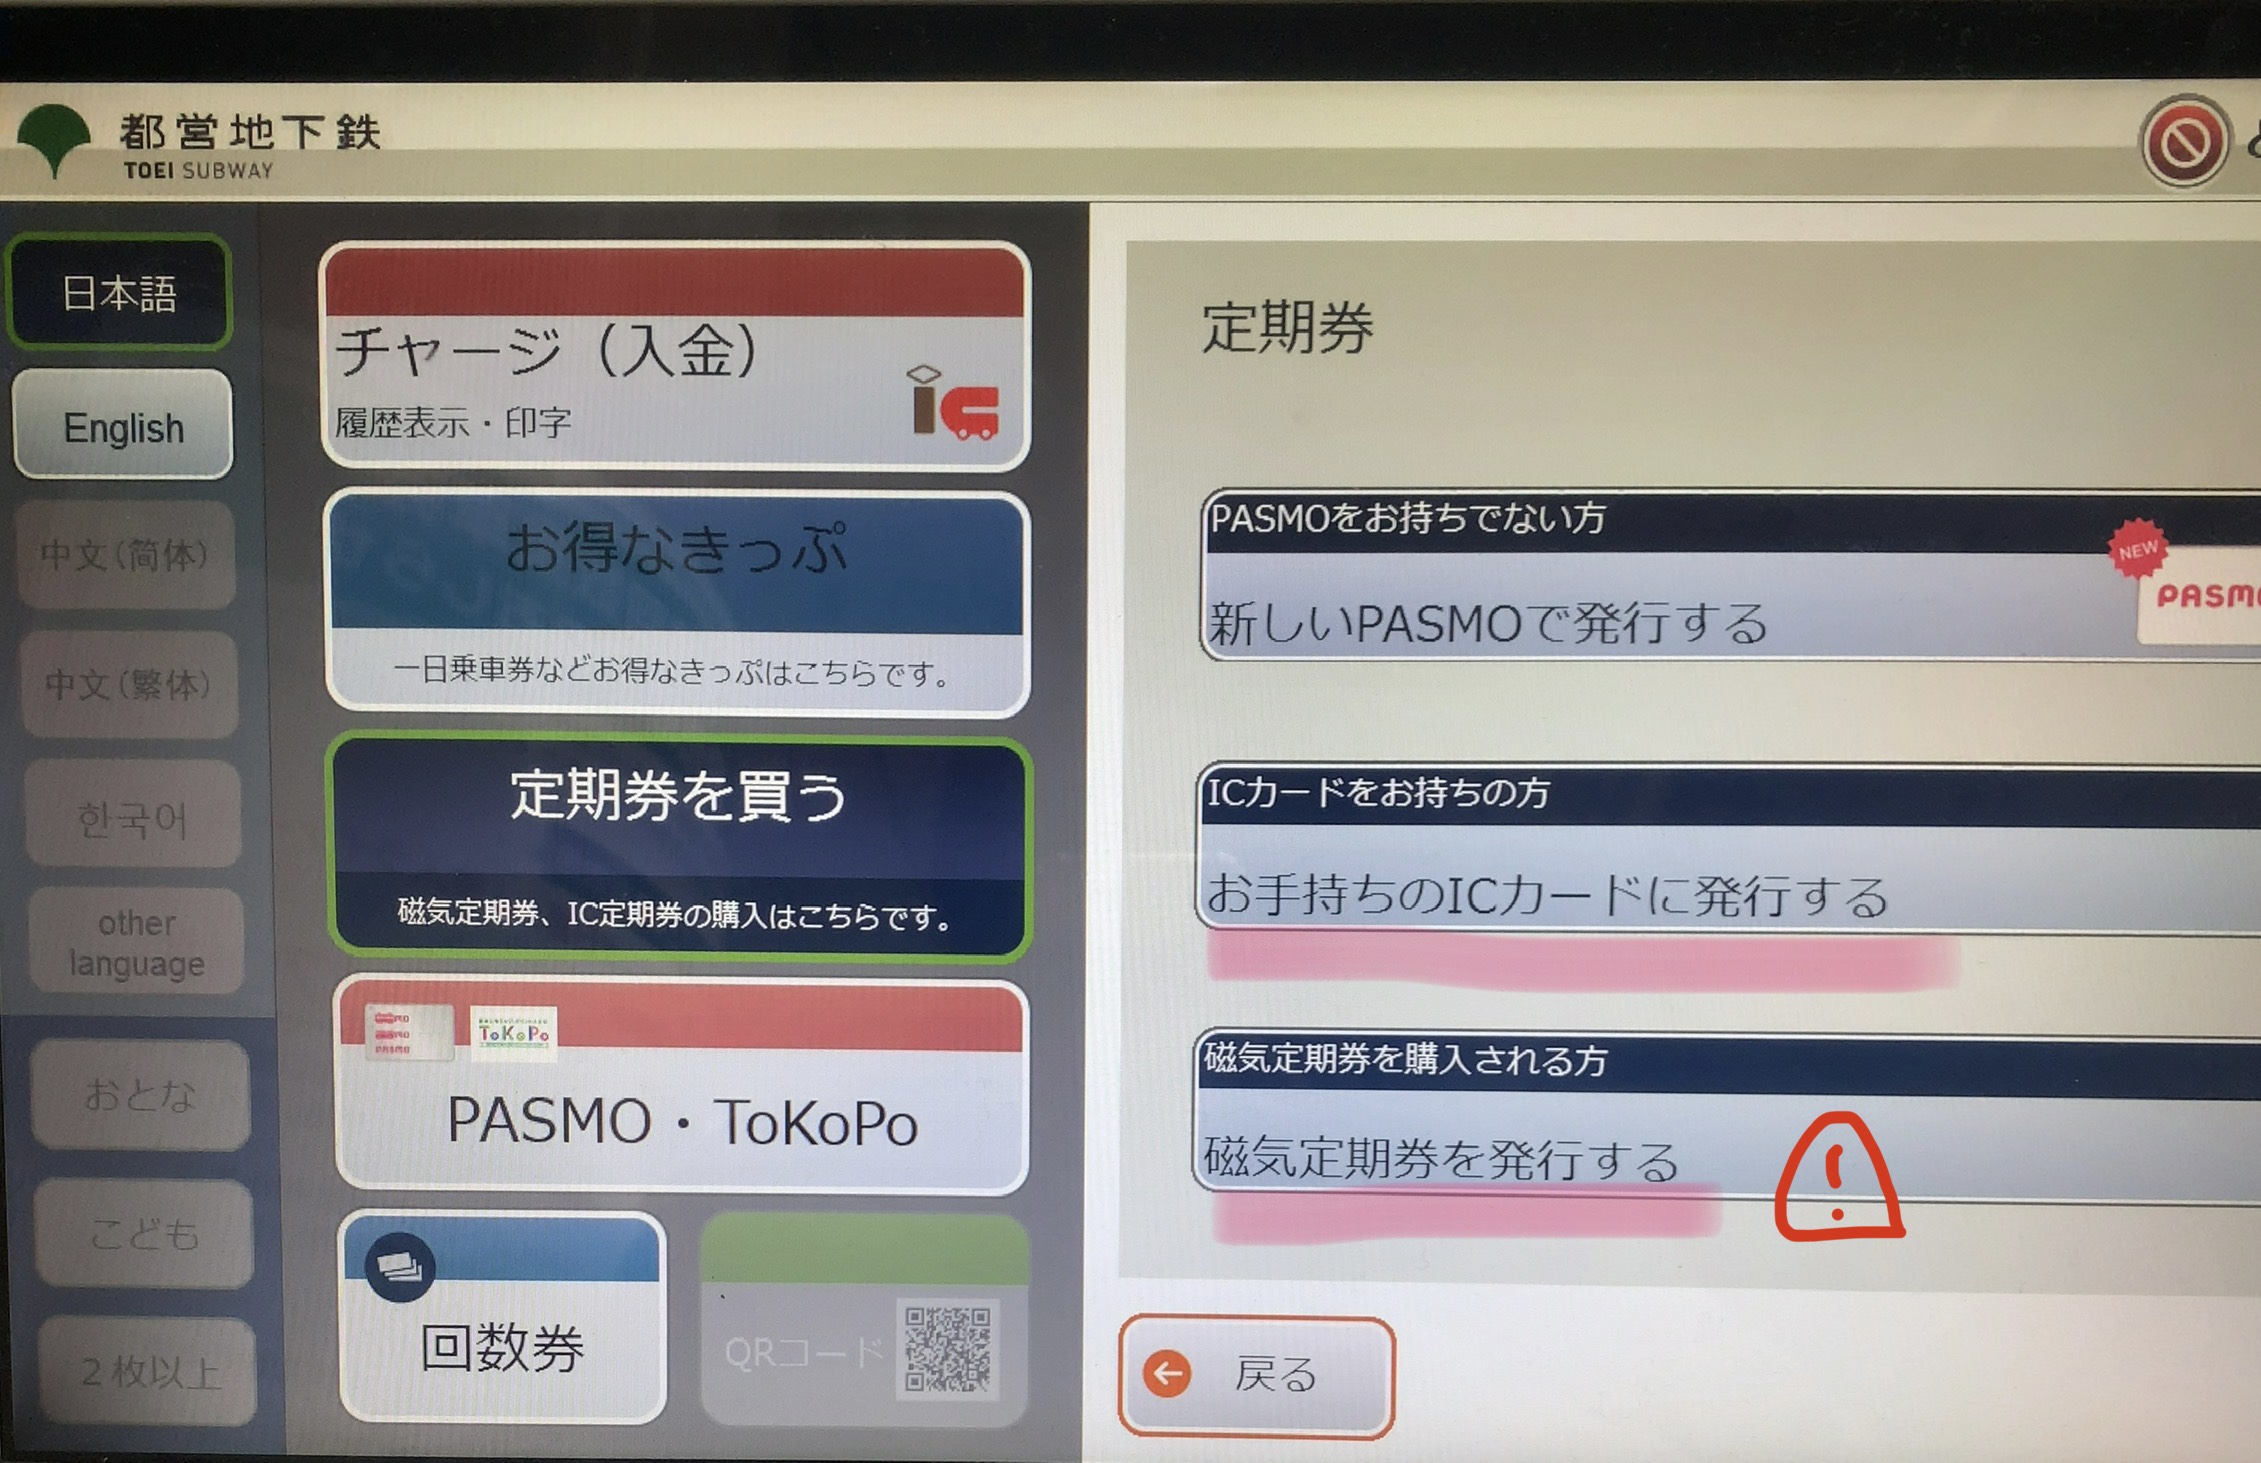 都営地下鉄
TOEI SUBWAY
日本語
English
中文(简体)
中文(繁体)
한국어
other
language
おとな
こども
2枚以上
チャージ（入金）
履歴表示・印字
お得なきっぷ
一日乗車券などお得なきっぷはこちらです。
定期券を買う
磁気定期券、IC定期券の購入はこちらです。
PASMO
ToKoPo
PASMO・ToKoPo
回数券
QRコード
定期券
PASMOをお持ちでない方
新しいPASMOで発行する
NEW
ICカードをお持ちの方
お手持ちのICカードに発行する
磁気定期券を購入される方
磁気定期券を発行する
!
戻る